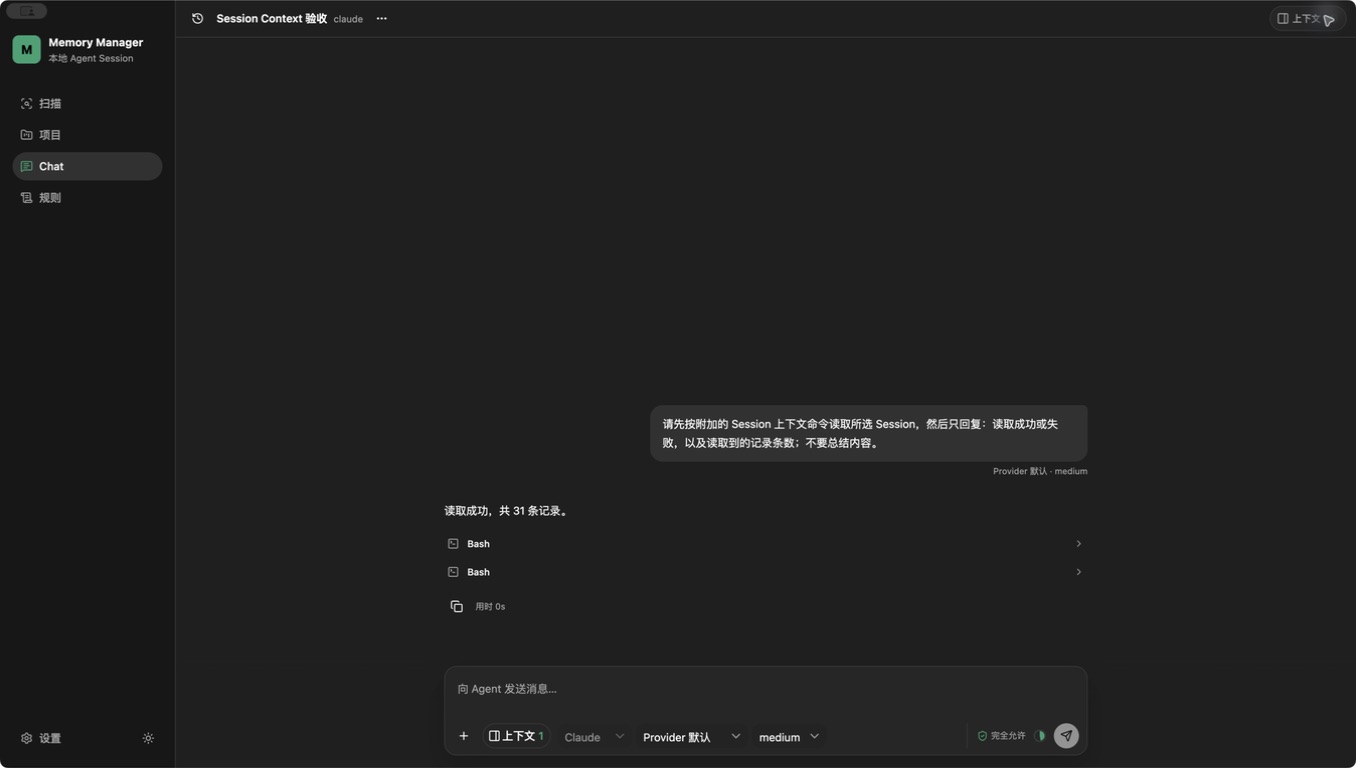 Session Context 验收 claude
上下文
M
Memory Manager
本地 Agent Session
扫描
项目
Chat
规则
请先按附加的 Session 上下文命令读取所选 Session，然后只回复：读取成功或失
败，以及读取到的记录条数；不要总结内容。
Provider 默认 · medium
读取成功，共 31 条记录。
Bash
Bash
用时 0s
向 Agent 发送消息...
上下文 1 Claude Provider 默认 medium 完全允许
设置